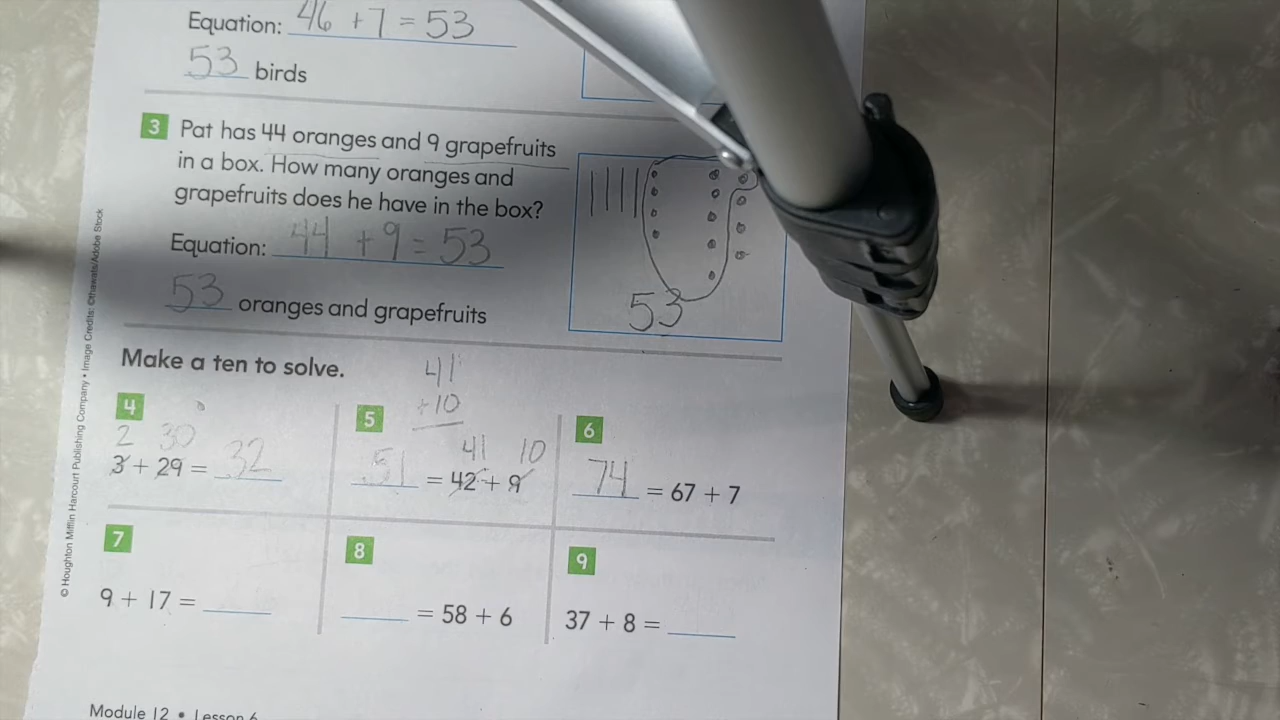 Equation: 46 + 7 = 53
53 birds
3 Pat has 44 oranges and 9 grapefruits
in a box. How many oranges and
grapefruits does he have in the box?
Equation: 44 + 9 = 53
53 oranges and grapefruits
53
Make a ten to solve.
41
+10
4
2 30
3 + 29 = 32
5
41 10
51 = 42 + 9
6
74 = 67 + 7
7
9 + 17 = ____
8
____ = 58 + 6
9
37 + 8 = ____
Module 12 • Lesson 6
© Houghton Mifflin Harcourt Publishing Company • Image Credits: ©thawats/Adobe Stock